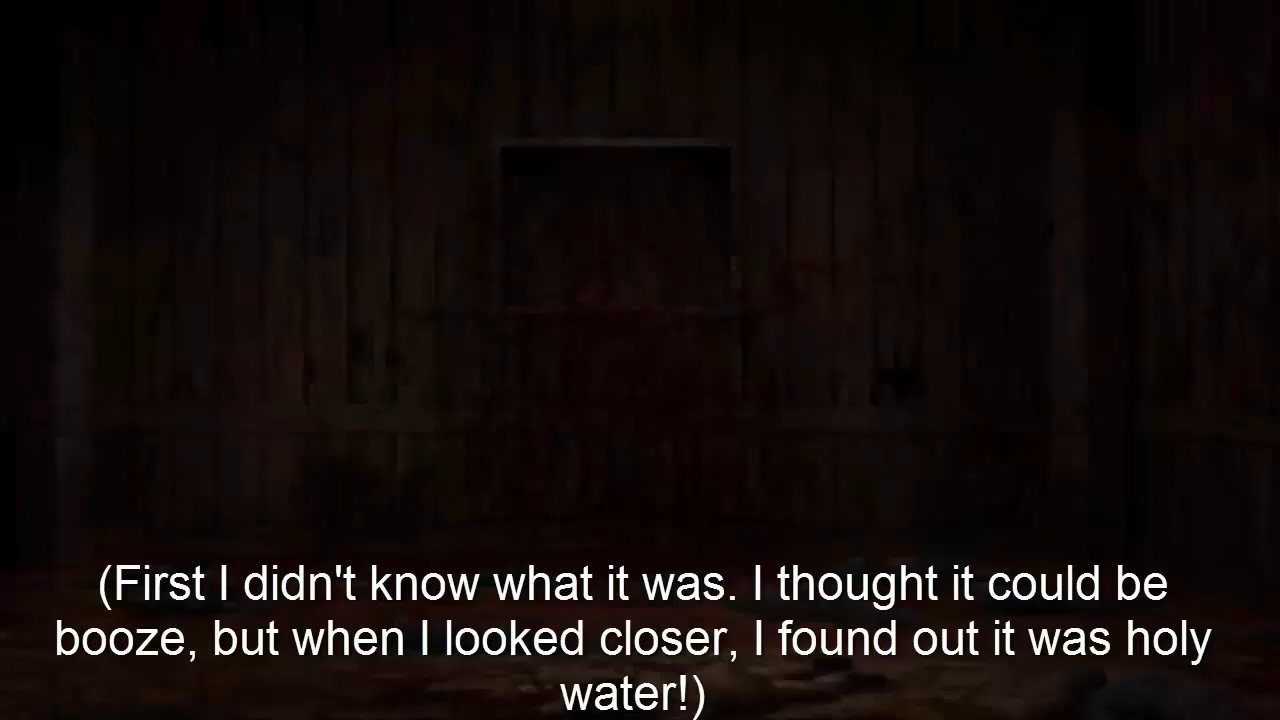 (First I didn't know what it was. I thought it could be
booze, but when I looked closer, I found out it was holy
water!)